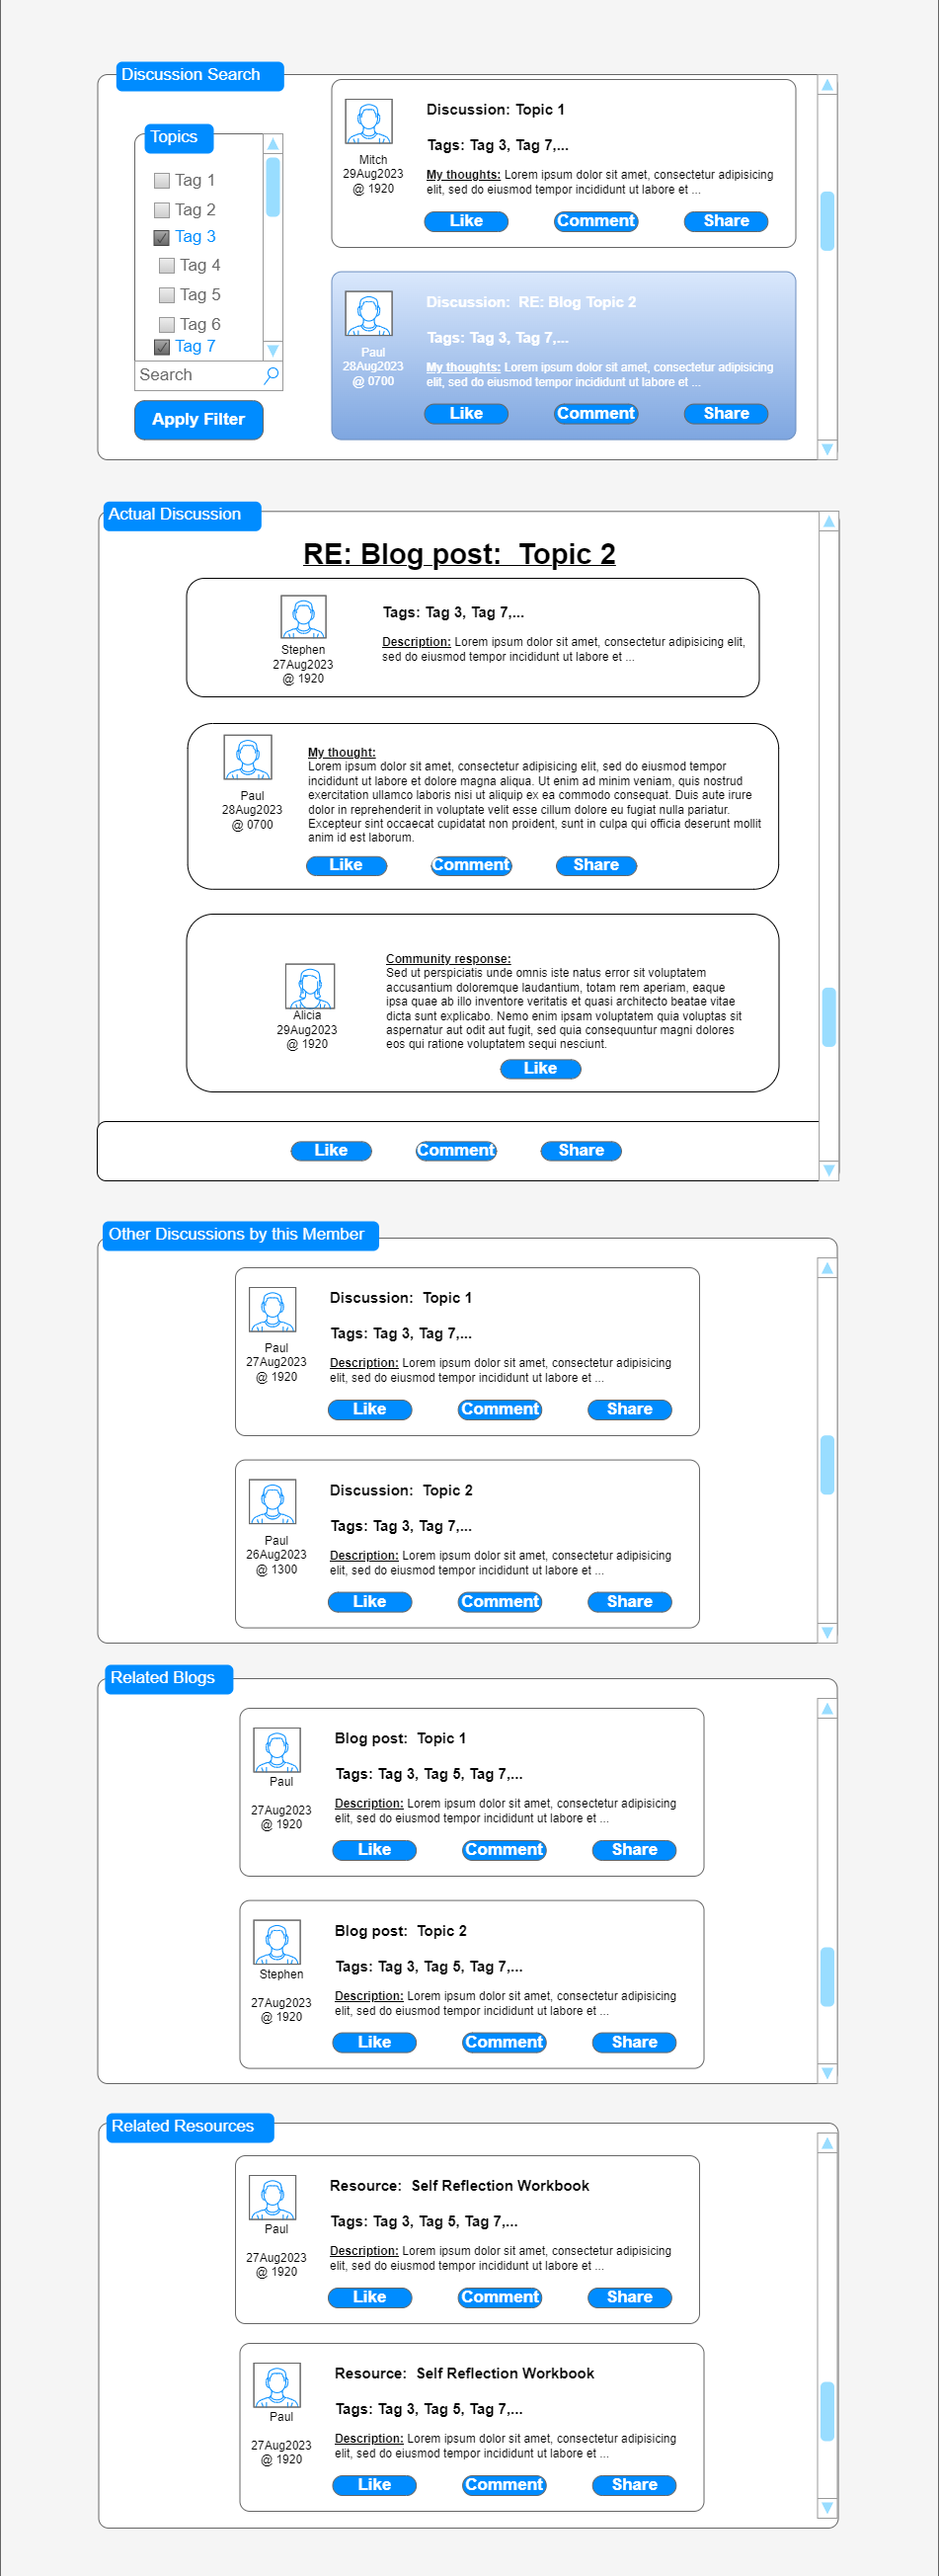 Discussion Search
Topics
Tag 1
Tag 2
Tag 3
Tag 4
Tag 5
Tag 6
Tag 7
Search
Apply Filter
Mitch
29Aug2023
@ 1920
Discussion: Topic 1
Tags: Tag 3, Tag 7,...
My thoughts: Lorem ipsum dolor sit amet, consectetur adipisicing
elit, sed do eiusmod tempor incididunt ut labore et ...
Like Comment Share
Paul
28Aug2023
@ 0700
Discussion: RE: Blog Topic 2
Tags: Tag 3, Tag 7,...
My thoughts: Lorem ipsum dolor sit amet, consectetur adipisicing
elit, sed do eiusmod tempor incididunt ut labore et ...
Like Comment Share
Actual Discussion
RE: Blog post: Topic 2
Stephen
27Aug2023
@ 1920
Tags: Tag 3, Tag 7,...
Description: Lorem ipsum dolor sit amet, consectetur adipisicing elit,
sed do eiusmod tempor incididunt ut labore et ...
Paul
28Aug2023
@ 0700
My thought:
Lorem ipsum dolor sit amet, consectetur adipisicing elit, sed do eiusmod tempor
incididunt ut labore et dolore magna aliqua. Ut enim ad minim veniam, quis nostrud
exercitation ullamco laboris nisi ut aliquip ex ea commodo consequat. Duis aute irure
dolor in reprehenderit in voluptate velit esse cillum dolore eu fugiat nulla pariatur.
Excepteur sint occaecat cupidatat non proident, sunt in culpa qui officia deserunt mollit
anim id est laborum.
Like Comment Share
Alicia
29Aug2023
@ 1920
Community response:
Sed ut perspiciatis unde omnis iste natus error sit voluptatem
accusantium doloremque laudantium, totam rem aperiam, eaque
ipsa quae ab illo inventore veritatis et quasi architecto beatae vitae
dicta sunt explicabo. Nemo enim ipsam voluptatem quia voluptas sit
aspernatur aut odit aut fugit, sed quia consequuntur magni dolores
eos qui ratione voluptatem sequi nesciunt.
Like
Like Comment Share
Other Discussions by this Member
Paul
27Aug2023
@ 1920
Discussion: Topic 1
Tags: Tag 3, Tag 7,...
Description: Lorem ipsum dolor sit amet, consectetur adipisicing
elit, sed do eiusmod tempor incididunt ut labore et ...
Like Comment Share
Paul
26Aug2023
@ 1300
Discussion: Topic 2
Tags: Tag 3, Tag 7,...
Description: Lorem ipsum dolor sit amet, consectetur adipisicing
elit, sed do eiusmod tempor incididunt ut labore et ...
Like Comment Share
Related Blogs
Paul
27Aug2023
@ 1920
Blog post: Topic 1
Tags: Tag 3, Tag 5, Tag 7,...
Description: Lorem ipsum dolor sit amet, consectetur adipisicing
elit, sed do eiusmod tempor incididunt ut labore et ...
Like Comment Share
Stephen
27Aug2023
@ 1920
Blog post: Topic 2
Tags: Tag 3, Tag 5, Tag 7,...
Description: Lorem ipsum dolor sit amet, consectetur adipisicing
elit, sed do eiusmod tempor incididunt ut labore et ...
Like Comment Share
Related Resources
Paul
27Aug2023
@ 1920
Resource: Self Reflection Workbook
Tags: Tag 3, Tag 5, Tag 7,...
Description: Lorem ipsum dolor sit amet, consectetur adipisicing
elit, sed do eiusmod tempor incididunt ut labore et ...
Like Comment Share
Paul
27Aug2023
@ 1920
Resource: Self Reflection Workbook
Tags: Tag 3, Tag 5, Tag 7,...
Description: Lorem ipsum dolor sit amet, consectetur adipisicing
elit, sed do eiusmod tempor incididunt ut labore et ...
Like Comment Share